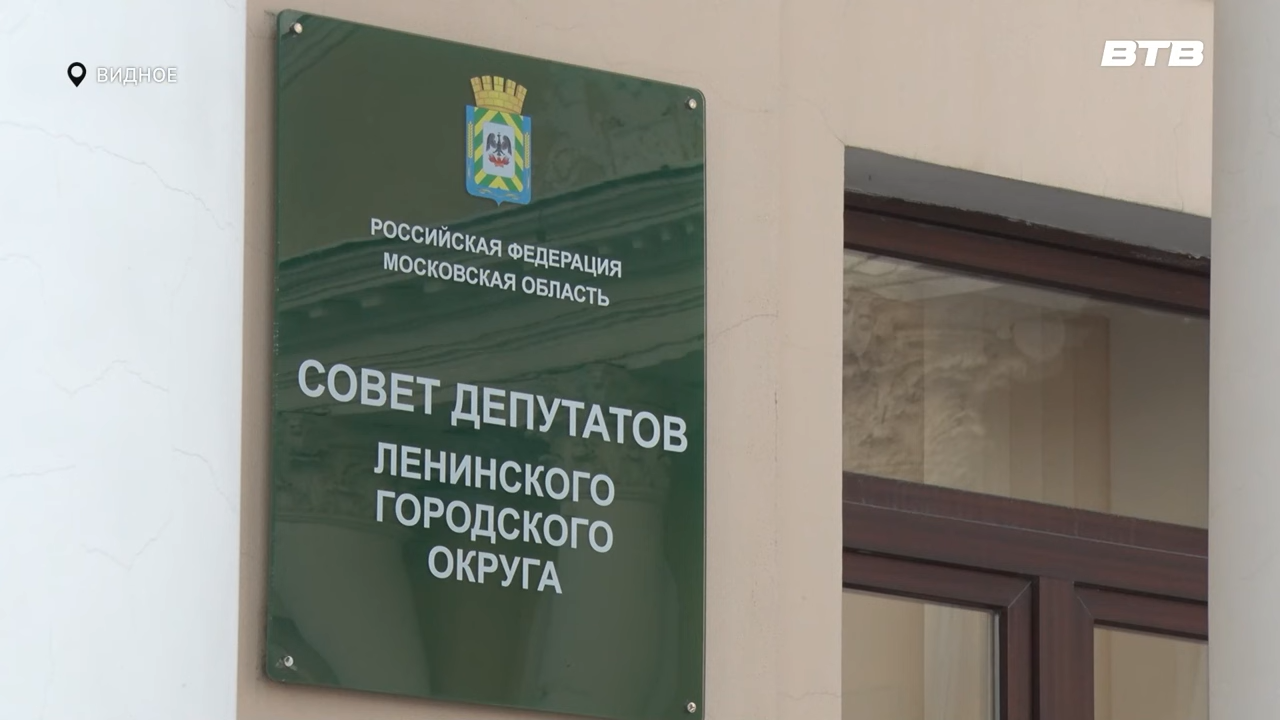 ВИДНОЕ
ВТВ
РОССИЙСКАЯ ФЕДЕРАЦИЯ
МОСКОВСКАЯ ОБЛАСТЬ
СОВЕТ ДЕПУТАТОВ
ЛЕНИНСКОГО
ГОРОДСКОГО
ОКРУГА